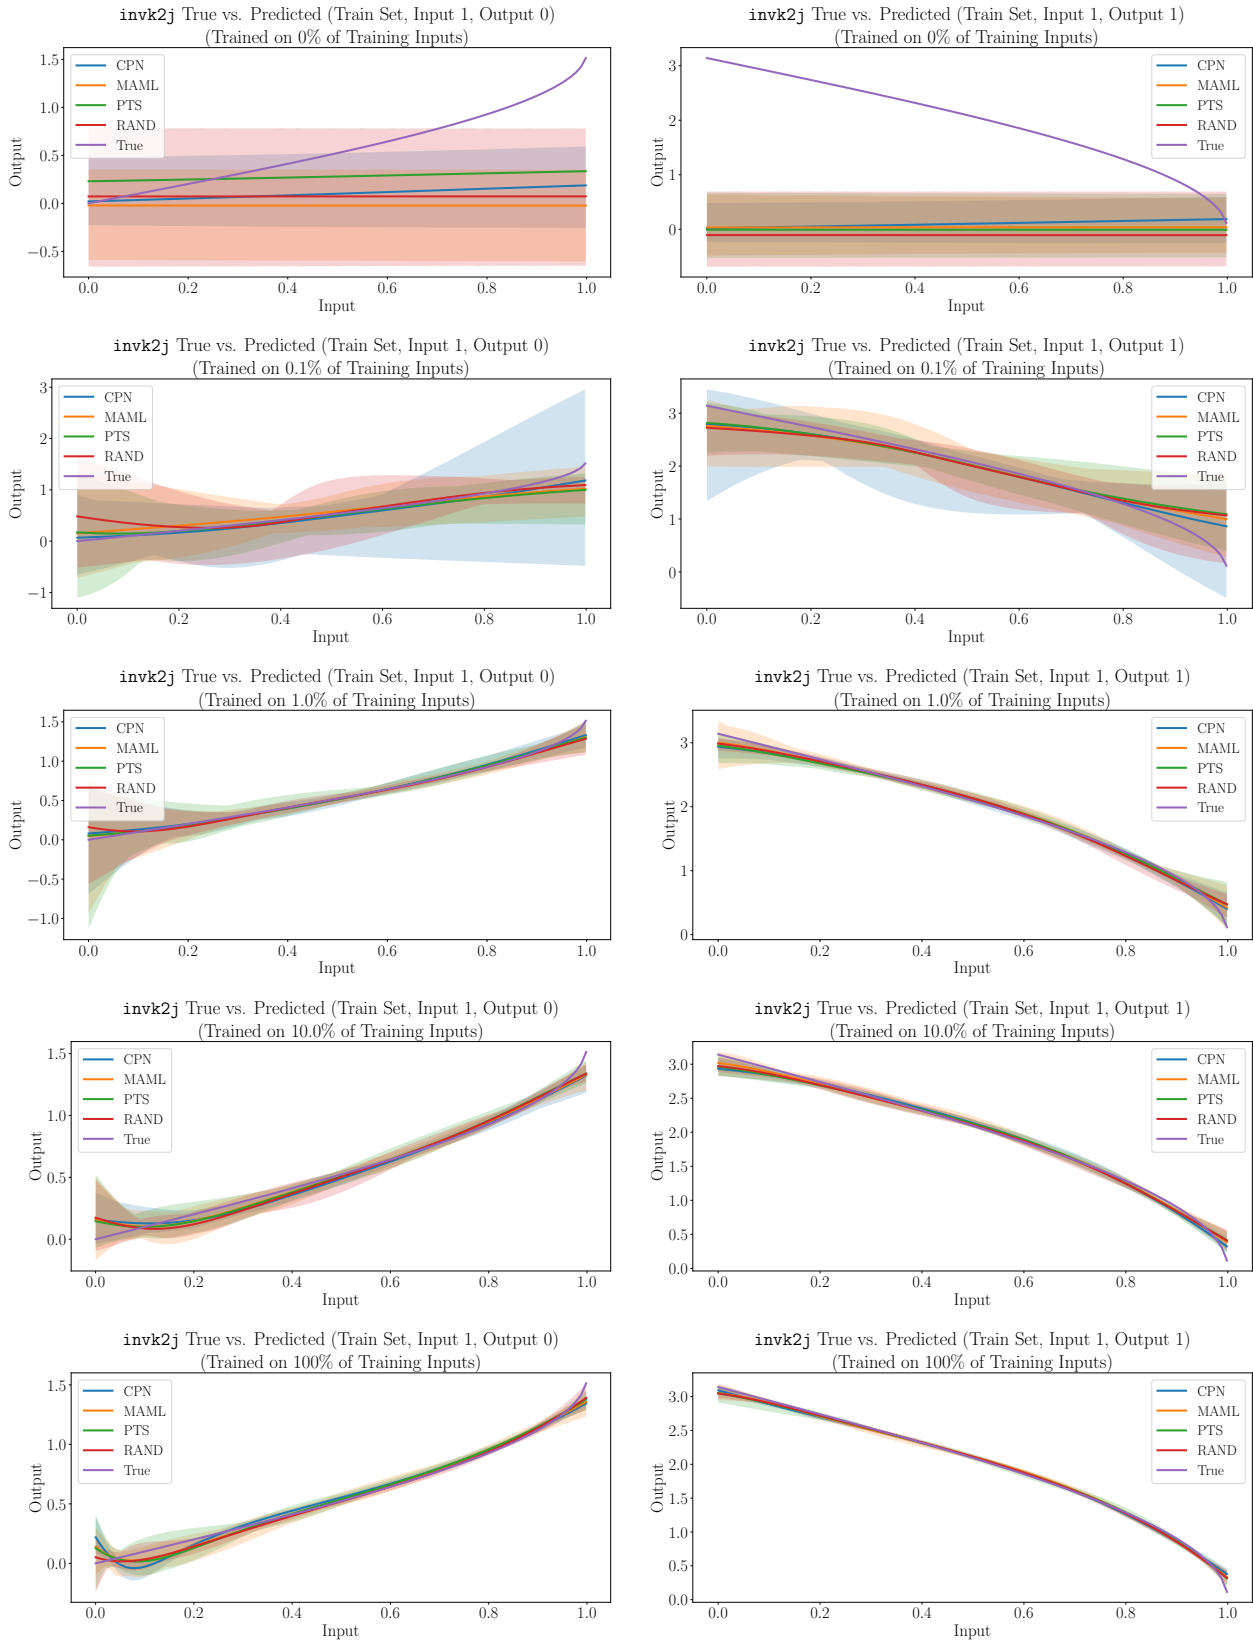 invk2j True vs. Predicted (Train Set, Input 1, Output 0)
(Trained on 0% of Training Inputs)
1.5
1.0
0.5
0.0
−0.5
Output
CPN
MAML
PTS
RAND
True
0.0 0.2 0.4 0.6 0.8 1.0
Input
invk2j True vs. Predicted (Train Set, Input 1, Output 1)
(Trained on 0% of Training Inputs)
3
2
1
0
Output
CPN
MAML
PTS
RAND
True
0.0 0.2 0.4 0.6 0.8 1.0
Input
invk2j True vs. Predicted (Train Set, Input 1, Output 0)
(Trained on 0.1% of Training Inputs)
3
2
1
0
−1
Output
CPN
MAML
PTS
RAND
True
0.0 0.2 0.4 0.6 0.8 1.0
Input
invk2j True vs. Predicted (Train Set, Input 1, Output 1)
(Trained on 0.1% of Training Inputs)
3
2
1
0
Output
CPN
MAML
PTS
RAND
True
0.0 0.2 0.4 0.6 0.8 1.0
Input
invk2j True vs. Predicted (Train Set, Input 1, Output 0)
(Trained on 1.0% of Training Inputs)
1.5
1.0
0.5
0.0
−0.5
−1.0
Output
CPN
MAML
PTS
RAND
True
0.0 0.2 0.4 0.6 0.8 1.0
Input
invk2j True vs. Predicted (Train Set, Input 1, Output 1)
(Trained on 1.0% of Training Inputs)
3
2
1
0
Output
CPN
MAML
PTS
RAND
True
0.0 0.2 0.4 0.6 0.8 1.0
Input
invk2j True vs. Predicted (Train Set, Input 1, Output 0)
(Trained on 10.0% of Training Inputs)
1.5
1.0
0.5
0.0
Output
CPN
MAML
PTS
RAND
True
0.0 0.2 0.4 0.6 0.8 1.0
Input
invk2j True vs. Predicted (Train Set, Input 1, Output 1)
(Trained on 10.0% of Training Inputs)
3.0
2.5
2.0
1.5
1.0
0.5
0.0
Output
CPN
MAML
PTS
RAND
True
0.0 0.2 0.4 0.6 0.8 1.0
Input
invk2j True vs. Predicted (Train Set, Input 1, Output 0)
(Trained on 100% of Training Inputs)
1.5
1.0
0.5
0.0
Output
CPN
MAML
PTS
RAND
True
0.0 0.2 0.4 0.6 0.8 1.0
Input
invk2j True vs. Predicted (Train Set, Input 1, Output 1)
(Trained on 100% of Training Inputs)
3.0
2.5
2.0
1.5
1.0
0.5
0.0
Output
CPN
MAML
PTS
RAND
True
0.0 0.2 0.4 0.6 0.8 1.0
Input